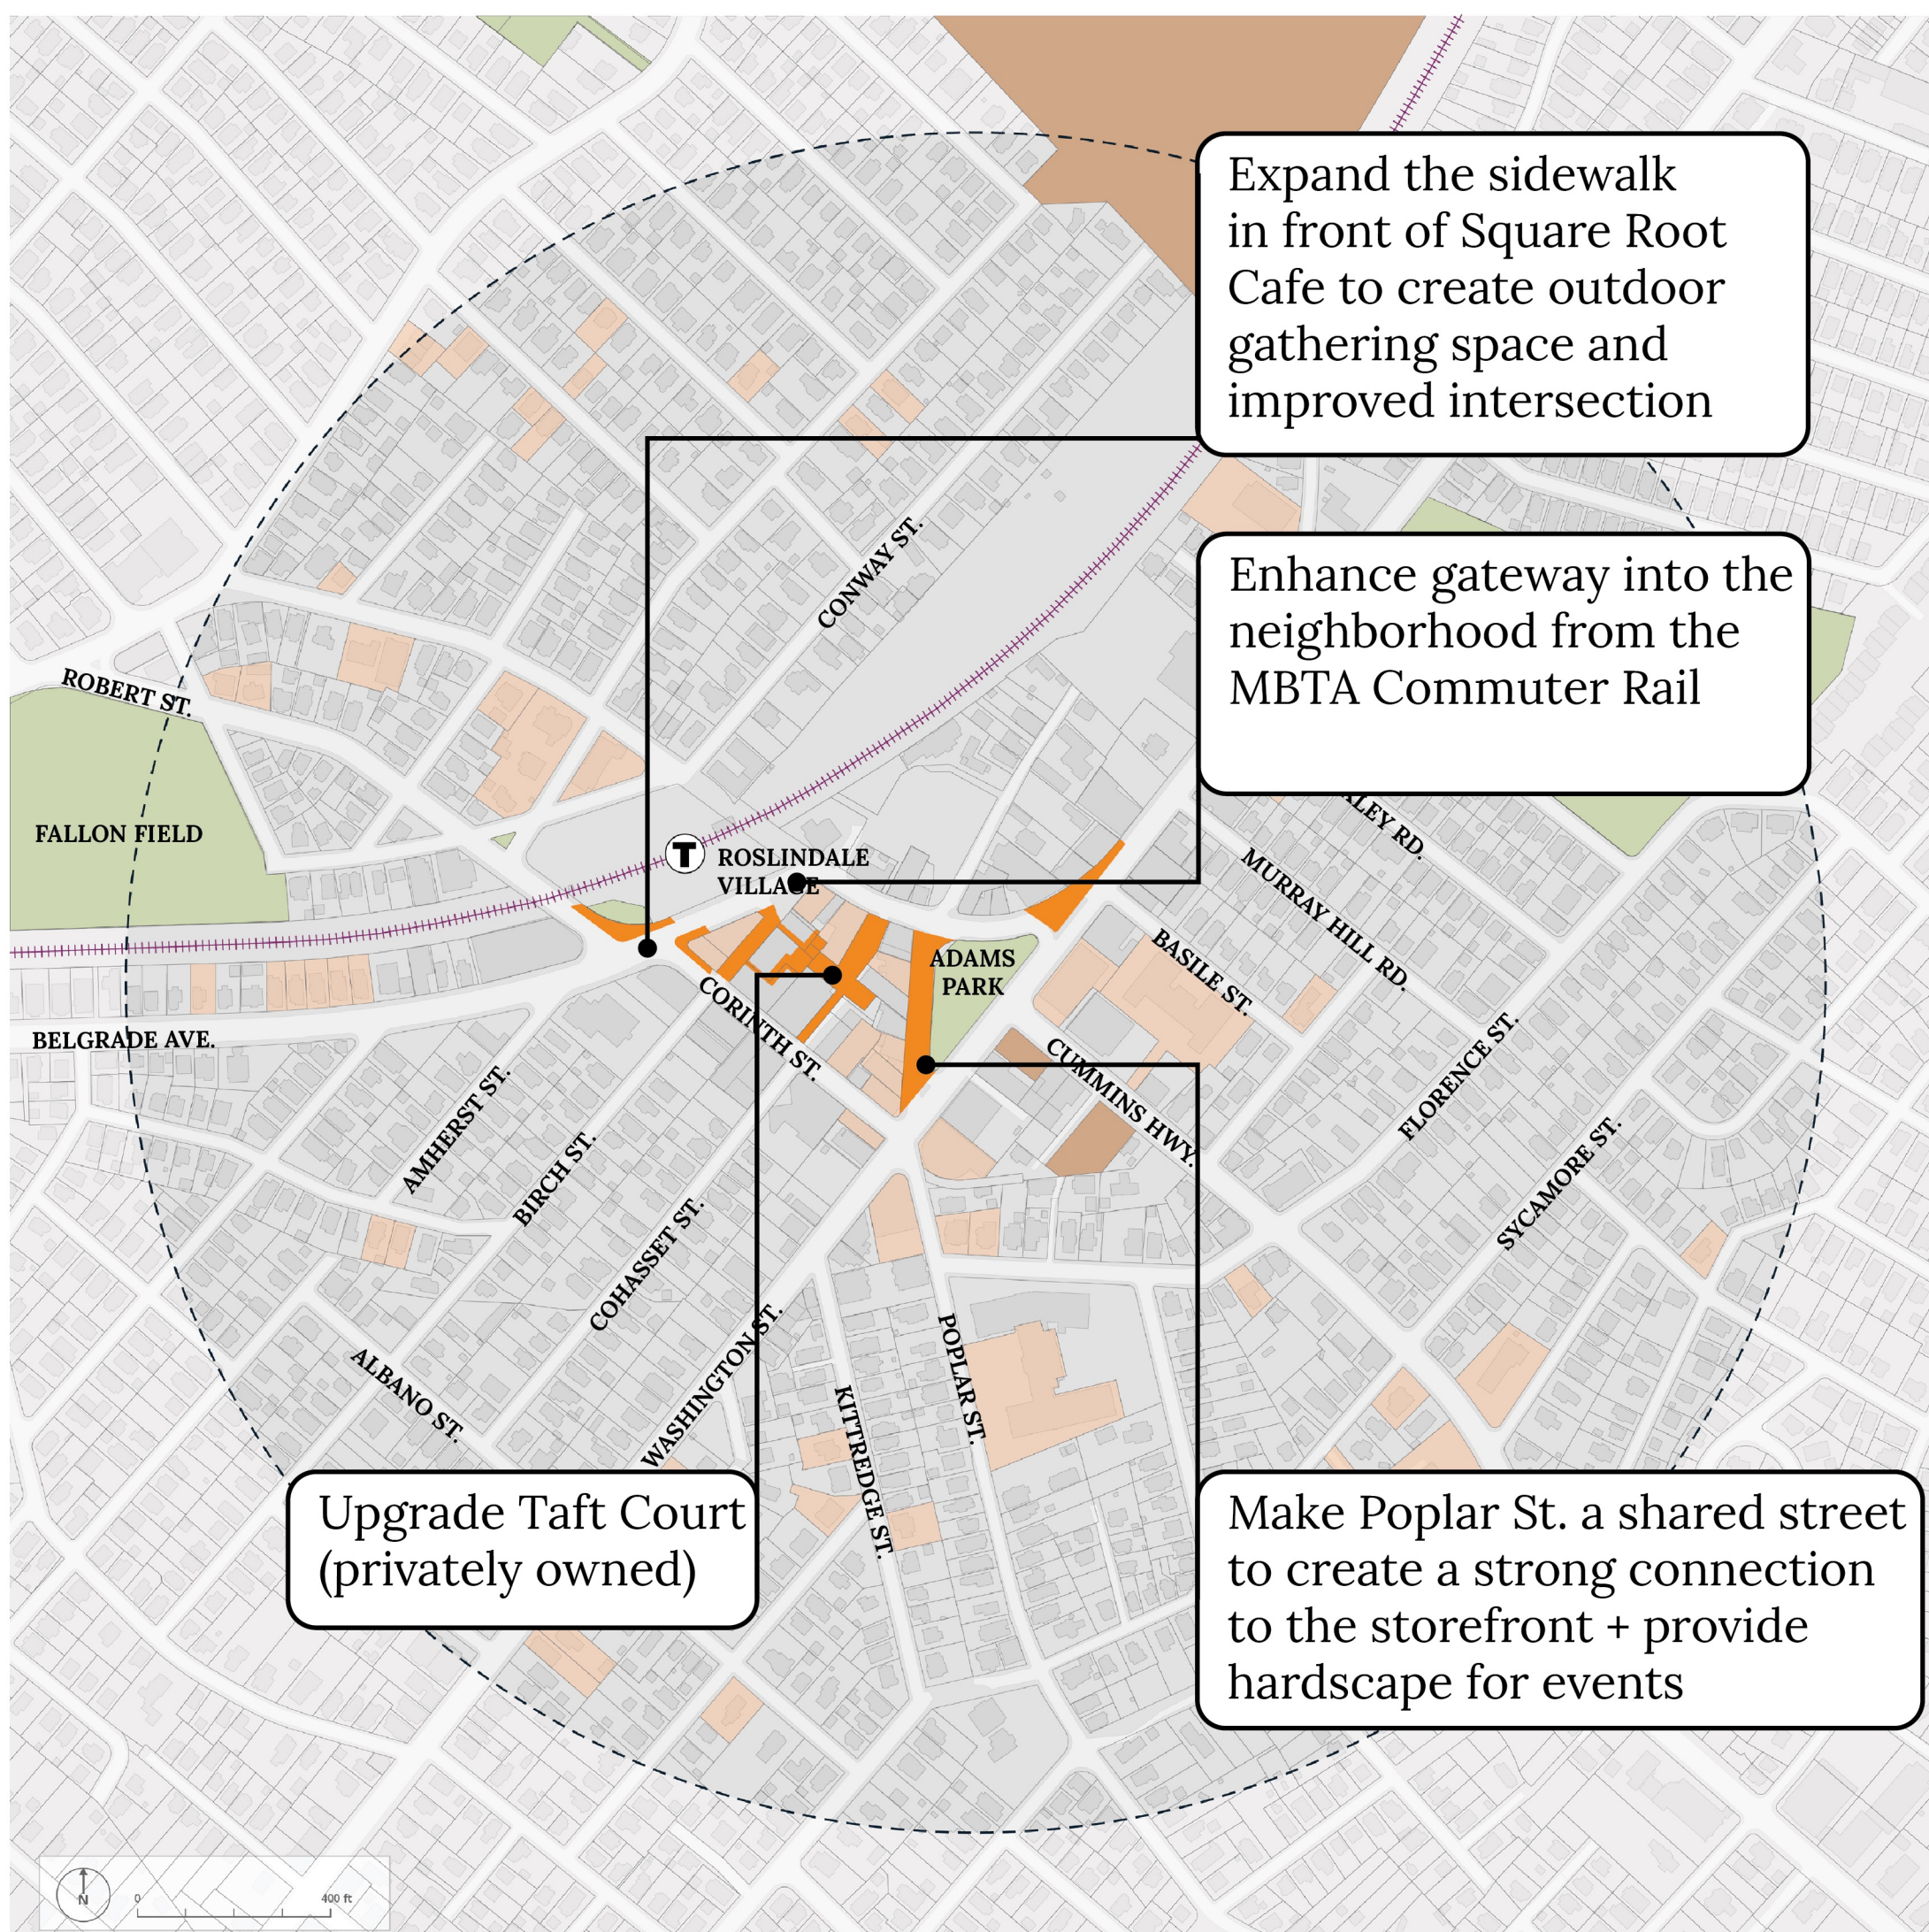 Expand the sidewalk
in front of Square Root
Cafe to create outdoor
gathering space and
improved intersection
CONWAY ST.
Enhance gateway into the
neighborhood from the
MBTA Commuter Rail
ROBERT ST.
FALLON FIELD
T
ROSLINDALE
VILLAGE
RD.
MURRAY HILL RD.
BASILE ST.
ADAMS
PARK
CORINTH ST.
BELGRADE AVE.
CUMMINS HWY.
FLORENCE ST.
SYCAMORE ST.
AMHERST ST.
BIRCH ST.
COHASSET ST.
WASHINGTON ST.
ALBANO ST.
KITTREDGE ST.
POPLAR ST.
Upgrade Taft Court
(privately owned)
Make Poplar St. a shared street
to create a strong connection
to the storefront + provide
hardscape for events
N
0
400 ft